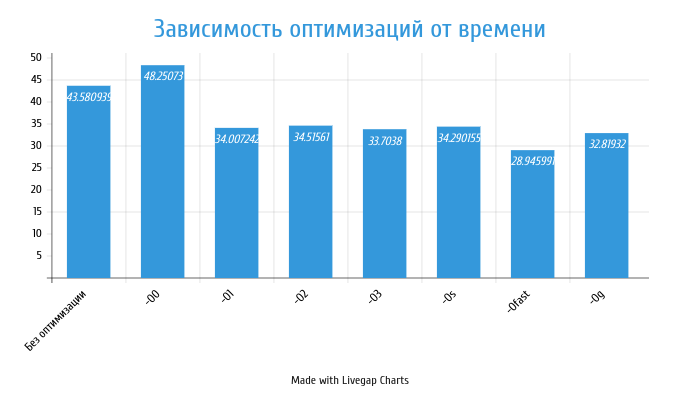 Зависимость оптимизаций от времени
50
45
40
35
30
25
20
15
10
5
43.580939
48.25073
34.007242
34.51561
33.7038
34.290155
28.945991
32.81932
Без оптимизации
-O0
-O1
-O2
-O3
-Os
-Ofast
-Og
Made with Livegap Charts